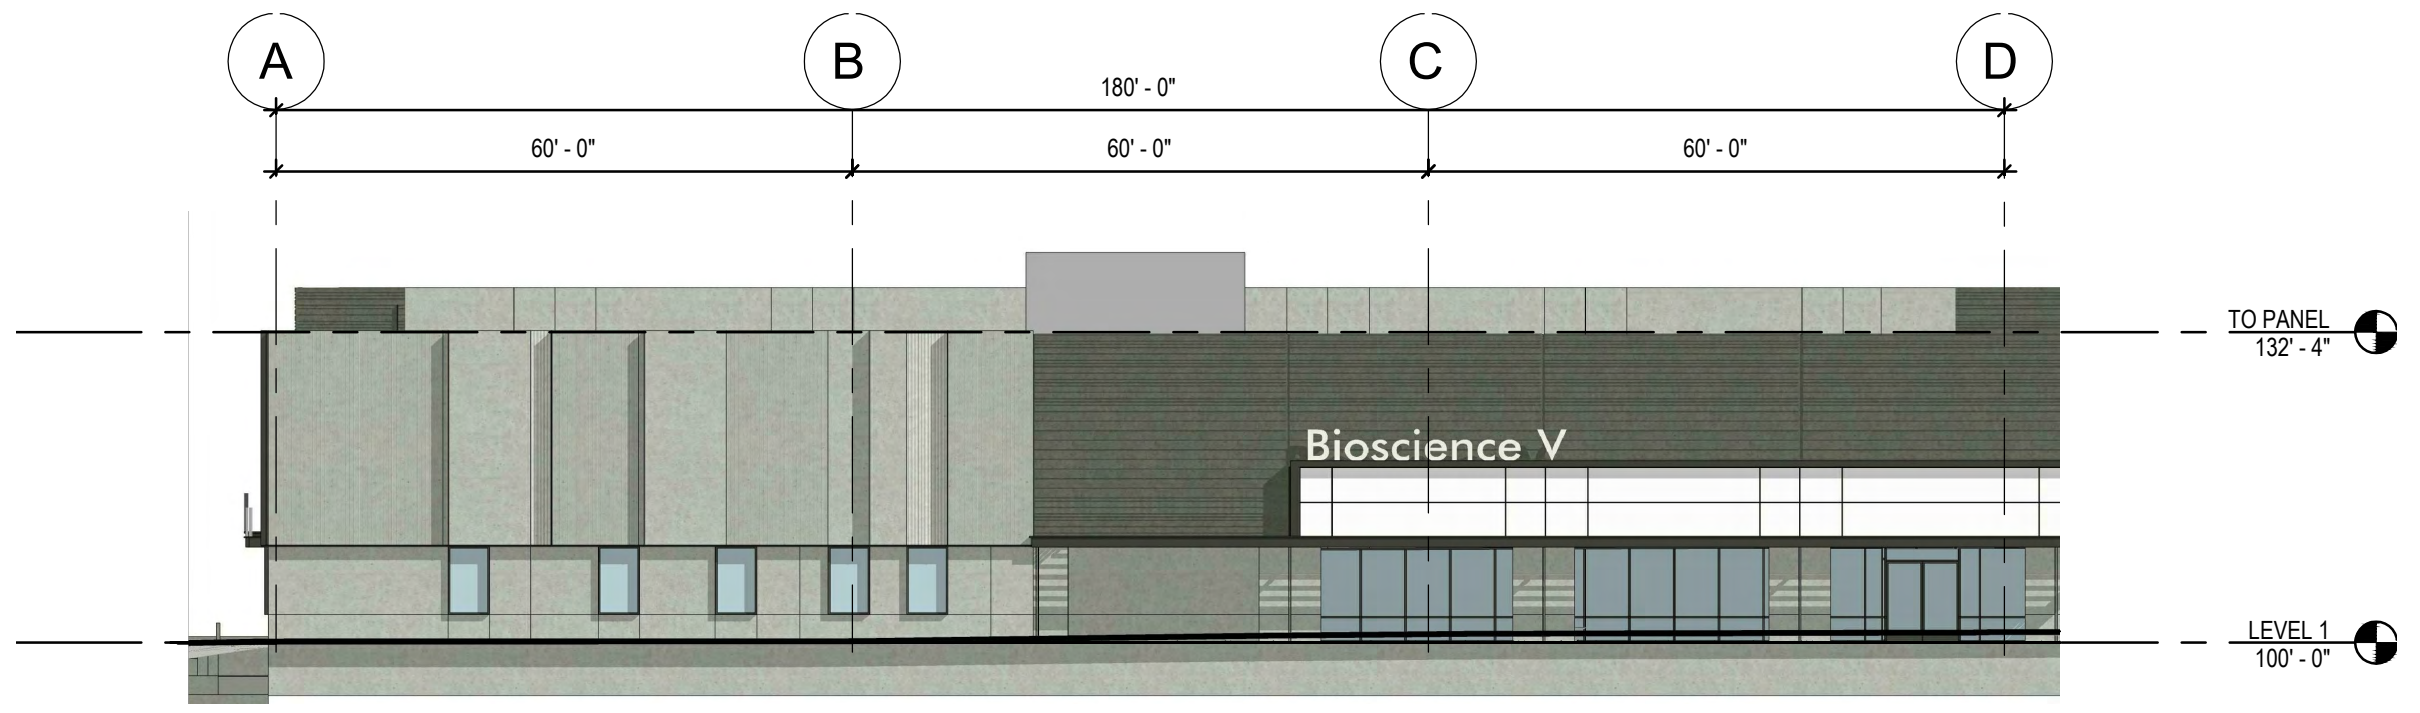 A B C D
180' - 0"
60' - 0" 60' - 0" 60' - 0"
TO PANEL
132' - 4"
Bioscience V
LEVEL 1
100' - 0"